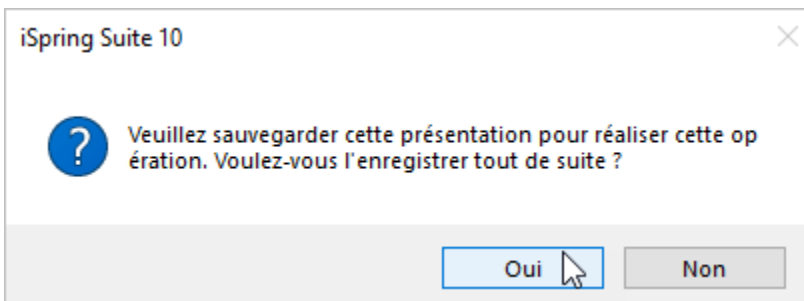 iSpring Suite 10
Veuillez sauvegarder cette présentation pour réaliser cette op
ération. Voulez-vous l'enregistrer tout de suite ?
Oui
Non